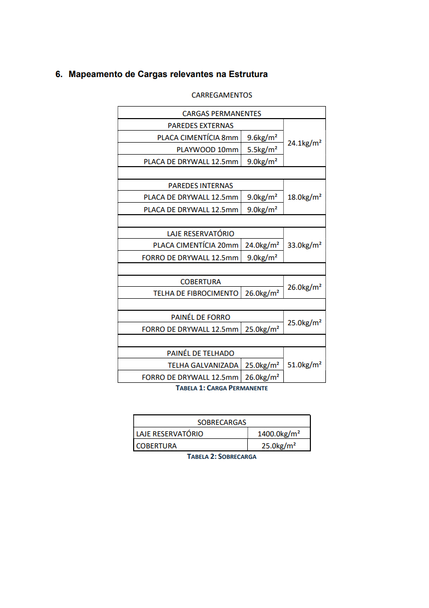 6. Mapeamento de Cargas relevantes na Estrutura
CARREGAMENTOS
CARGAS PERMANENTES
PAREDES EXTERNAS
PLACA CIMENTÍCIA 8mm 9.6kg/m² 24.1kg/m²
PLAYWOOD 10mm 5.5kg/m²
PLACA DE DRYWALL 12.5mm 9.0kg/m²
PAREDES INTERNAS
PLACA DE DRYWALL 12.5mm 9.0kg/m² 18.0kg/m²
PLACA DE DRYWALL 12.5mm 9.0kg/m²
LAJE RESERVATÓRIO
PLACA CIMENTÍCIA 20mm 24.0kg/m² 33.0kg/m²
FORRO DE DRYWALL 12.5mm 9.0kg/m²
COBERTURA
TELHA DE FIBROCIMENTO 26.0kg/m² 26.0kg/m²
PAINÉL DE FORRO
FORRO DE DRYWALL 12.5mm 25.0kg/m² 25.0kg/m²
PAINÉL DE TELHADO
TELHA GALVANIZADA 25.0kg/m² 51.0kg/m²
FORRO DE DRYWALL 12.5mm 26.0kg/m²
TABELA 1: CARGA PERMANENTE
SOBRECARGAS
LAJE RESERVATÓRIO 1400.0kg/m²
COBERTURA 25.0kg/m²
TABELA 2: SOBRECARGA